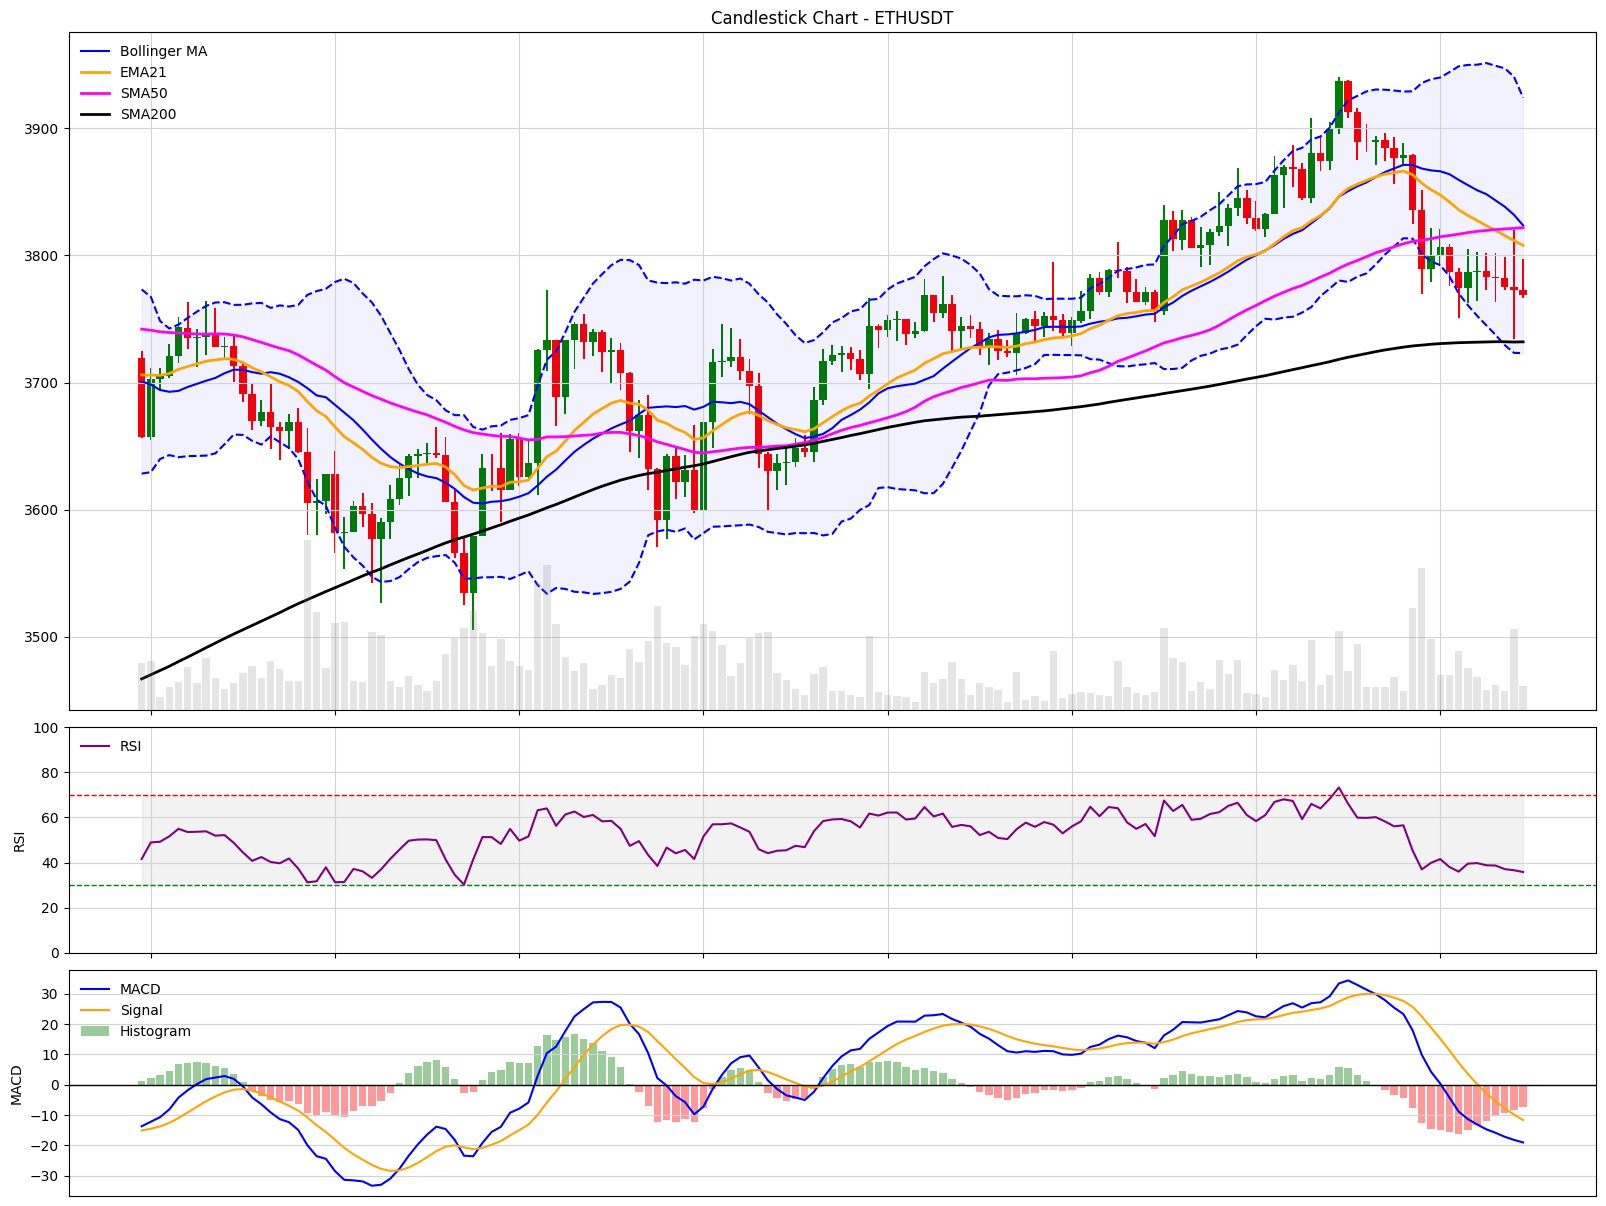 Candlestick Chart - ETHUSDT
Bollinger MA
EMA21
SMA50
SMA200
3900
3800
3700
3600
3500
100
80
60
40
20
0
RSI
RSI
30
20
10
0
−10
−20
−30
MACD
MACD
Signal
Histogram